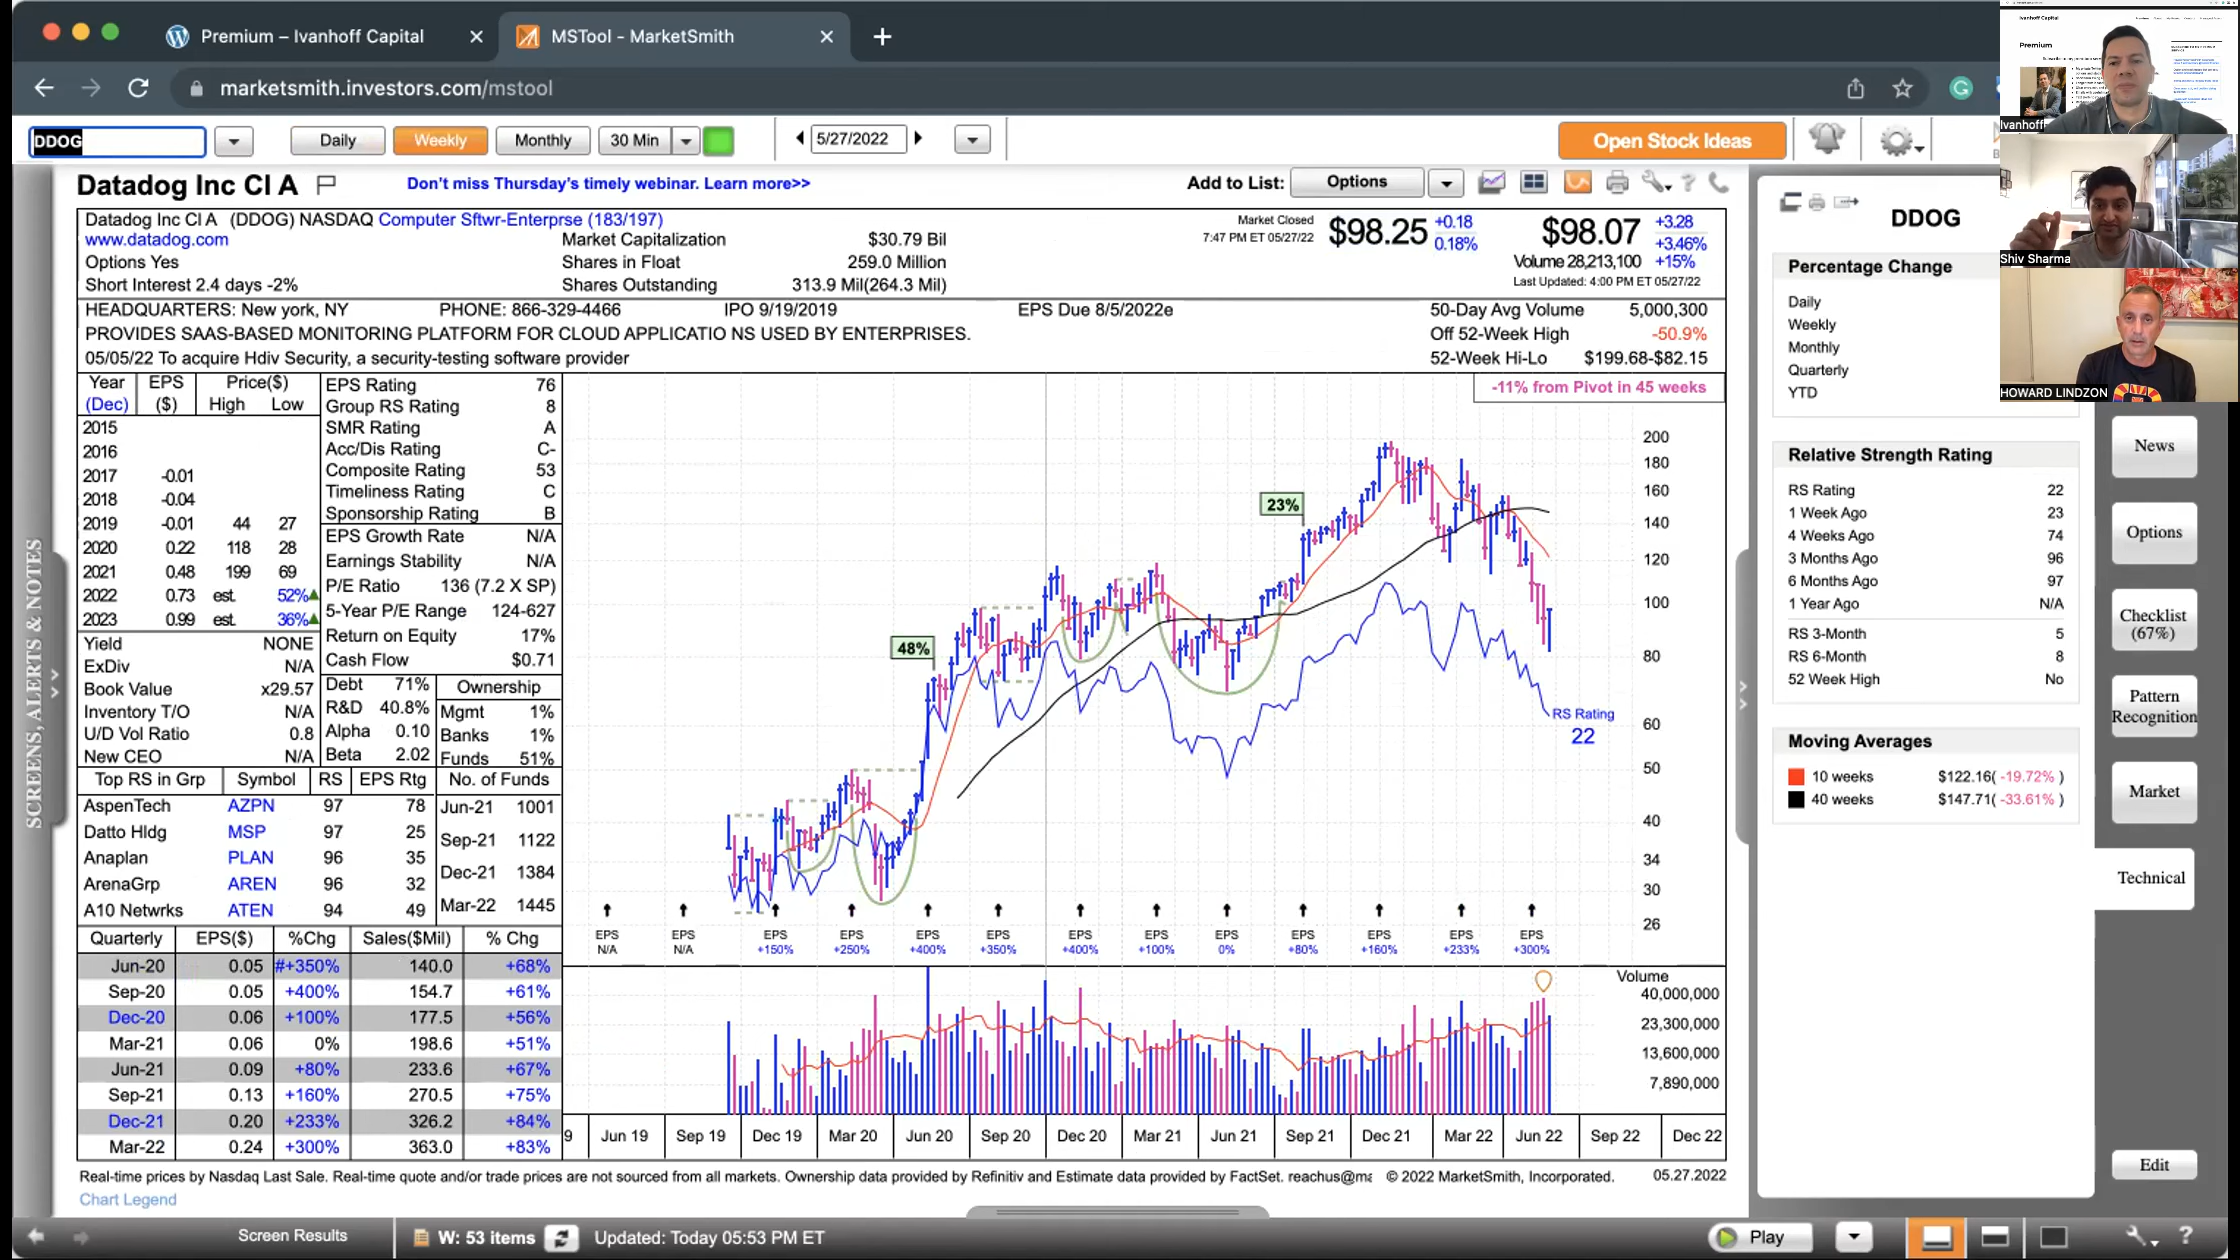 Premium – Ivanhoff Capital
MSTool - MarketSmith
marketsmith.investors.com/mstool
DDOG
Daily
Weekly
Monthly
30 Min
5/27/2022
Open Stock Ideas
Datadog Inc Cl A
Don't miss Thursday's timely webinar. Learn more>>
Add to List:
Options
Datadog Inc Cl A (DDOG) NASDAQ Computer Sftwr-Enterprse (183/197)
www.datadog.com
Options Yes
Short Interest 2.4 days -2%
Market Capitalization $30.79 Bil
Shares in Float 259.0 Million
Shares Outstanding 313.9 Mil(264.3 Mil)
Market Closed
7:47 PM ET 05/27/22
$98.25 +0.18
0.18%
$98.07 +3.28
+3.46%
Volume 28,213,100 +15%
Last Updated: 4:00 PM ET 05/27/22
HEADQUARTERS: New york, NY PHONE: 866-329-4466 IPO 9/19/2019 EPS Due 8/5/2022e
PROVIDES SAAS-BASED MONITORING PLATFORM FOR CLOUD APPLICATIO NS USED BY ENTERPRISES.
05/05/22 To acquire Hdiv Security, a security-testing software provider
50-Day Avg Volume 5,000,300
Off 52-Week High -50.9%
52-Week Hi-Lo $199.68-$82.15
Year EPS Price($)
(Dec) ($) High Low
2015
2016
2017 -0.01
2018 -0.04
2019 -0.01 44 27
2020 0.22 118 28
2021 0.48 199 69
2022 0.73 est. 52%
2023 0.99 est. 36%
Yield NONE
ExDiv N/A
Book Value x29.57
Inventory T/O N/A
U/D Vol Ratio 0.8
New CEO N/A
EPS Rating 76
Group RS Rating 8
SMR Rating A
Acc/Dis Rating C-
Composite Rating 53
Timeliness Rating C
Sponsorship Rating B
EPS Growth Rate N/A
Earnings Stability N/A
P/E Ratio 136 (7.2 X SP)
5-Year P/E Range 124-627
Return on Equity 17%
Cash Flow $0.71
Debt 71%
R&D 40.8%
Alpha 0.10
Beta 2.02
Ownership
Mgmt 1%
Banks 1%
Funds 51%
Top RS in Grp Symbol RS EPS Rtg
AspenTech AZPN 97 78
Datto Hldg MSP 97 25
Anaplan PLAN 96 35
ArenaGrp AREN 96 32
A10 Netwrks ATEN 94 49
No. of Funds
Jun-21 1001
Sep-21 1122
Dec-21 1384
Mar-22 1445
Quarterly EPS($) %Chg Sales($Mil) % Chg
Jun-20 0.05 #+350% 140.0 +68%
Sep-20 0.05 +400% 154.7 +61%
Dec-20 0.06 +100% 177.5 +56%
Mar-21 0.06 0% 198.6 +51%
Jun-21 0.09 +80% 233.6 +67%
Sep-21 0.13 +160% 270.5 +75%
Dec-21 0.20 +233% 326.2 +84%
Mar-22 0.24 +300% 363.0 +83%
-11% from Pivot in 45 weeks
48%
23%
200
180
160
140
120
100
80
60
50
40
34
30
26
RS Rating
22
EPS EPS EPS EPS EPS EPS EPS EPS EPS EPS EPS EPS EPS
N/A N/A +150% +250% +400% +350% +400% +100% 0% +80% +160% +233% +300%
Volume
40,000,000
23,300,000
13,600,000
7,890,000
9 Jun 19 Sep 19 Dec 19 Mar 20 Jun 20 Sep 20 Dec 20 Mar 21 Jun 21 Sep 21 Dec 21 Mar 22 Jun 22 Sep 22 Dec 22
Real-time prices by Nasdaq Last Sale. Real-time quote and/or trade prices are not sourced from all markets. Ownership data provided by Refinitiv and Estimate data provided by FactSet. reachus@ma © 2022 MarketSmith, Incorporated. 05.27.2022
Chart Legend
SCREENS, ALERTS & NOTES
DDOG
Percentage Change
Daily
Weekly
Monthly
Quarterly
YTD
Relative Strength Rating
RS Rating 22
1 Week Ago 23
4 Weeks Ago 74
3 Months Ago 96
6 Months Ago 97
1 Year Ago N/A
RS 3-Month 5
RS 6-Month 8
52 Week High No
Moving Averages
10 weeks $122.16( -19.72% )
40 weeks $147.71( -33.61% )
News
Options
Checklist
(67%)
Pattern
Recognition
Market
Technical
Edit
Ivanhoff Capital
Premium
Ivanhoff
Shiv Sharma
HOWARD LINDZON
Screen Results
W: 53 items
Updated: Today 05:53 PM ET
Play